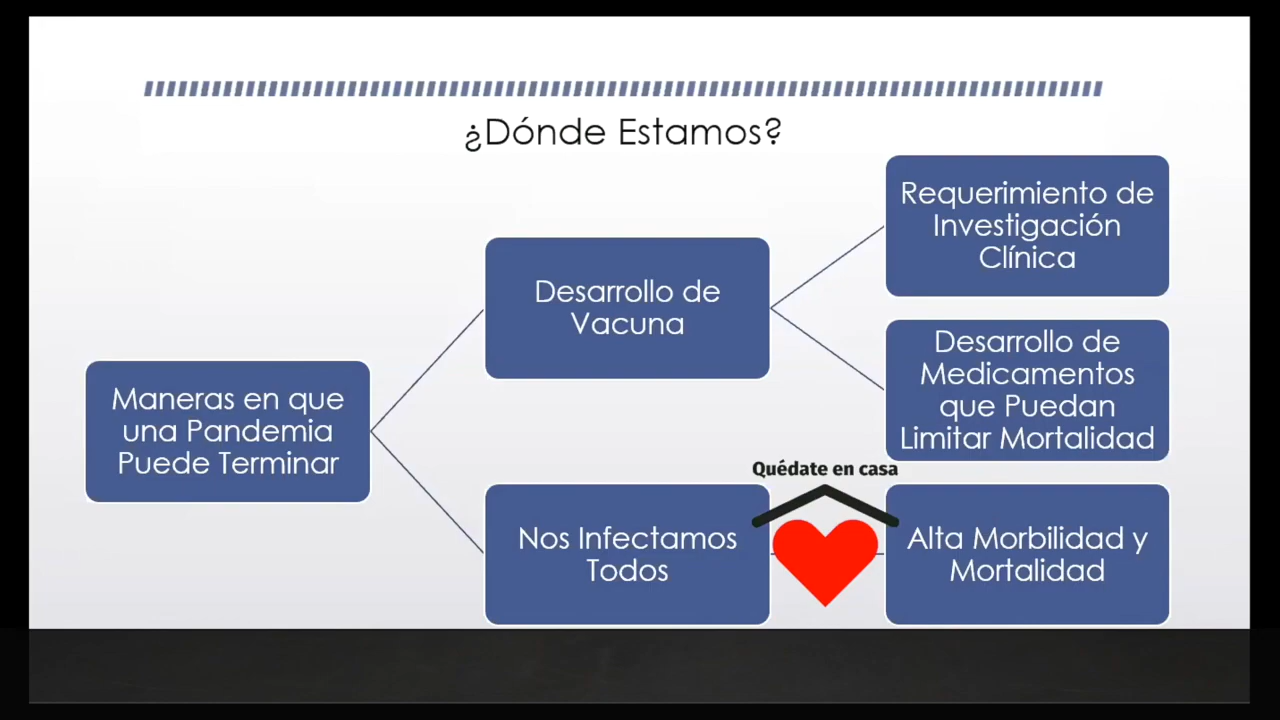 ¿Dónde Estamos?
Maneras en que
una Pandemia
Puede Terminar
Desarrollo de
Vacuna
Requerimiento de
Investigación
Clínica
Desarrollo de
Medicamentos
que Puedan
Limitar Mortalidad
Nos Infectamos
Todos
Quédate en casa
Alta Morbilidad y
Mortalidad